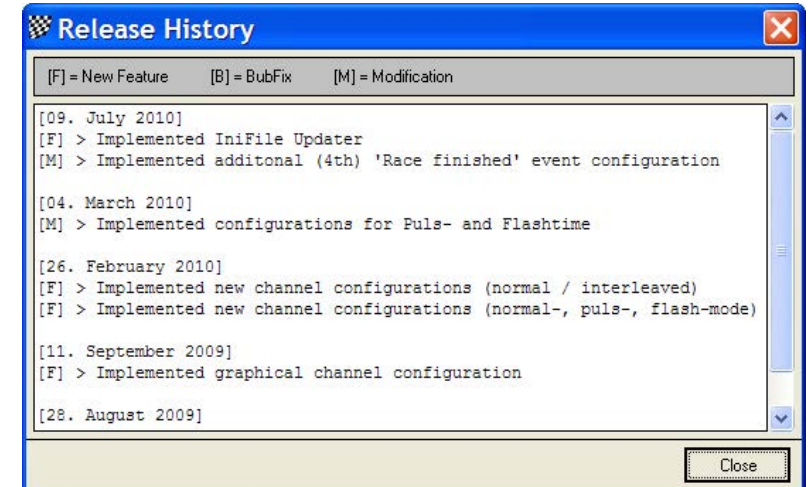 Release History
[F] = New Feature [B] = BubFix [M] = Modification
[09. July 2010]
[F] > Implemented IniFile Updater
[M] > Implemented additonal (4th) 'Race finished' event configuration
[04. March 2010]
[M] > Implemented configurations for Puls- and Flashtime
[26. February 2010]
[F] > Implemented new channel configurations (normal / interleaved)
[F] > Implemented new channel configurations (normal-, puls-, flash-mode)
[11. September 2009]
[F] > Implemented graphical channel configuration
[28. August 2009]
Close